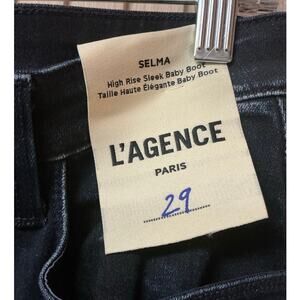 SELMA
High Rise Sleek Baby Boot
Taille Haute Élégante Baby Boot
L'AGENCE
PARIS
29